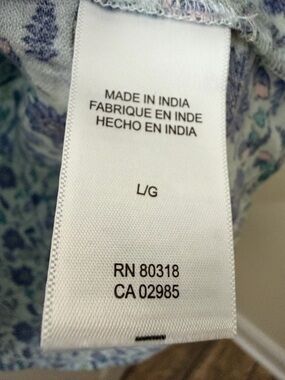 MADE IN INDIA
FABRIQUE EN INDE
HECHO EN INDIA
L/G
RN 80318
CA 02985